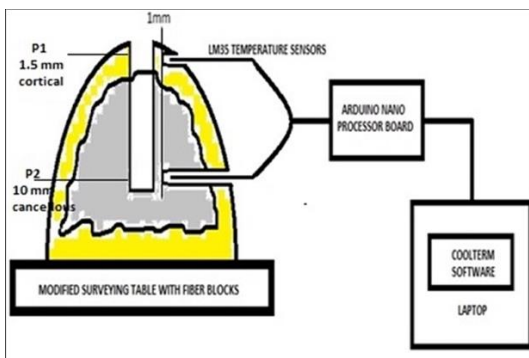 1mm
P1
1.5 mm
cortical
LM35 TEMPERATURE SENSORS
ARDUINO NANO
PROCESSOR BOARD
P2
10 mm
cancellous
COOLTERM
SOFTWARE
LAPTOP
MODIFIED SURVEYING TABLE WITH FIBER BLOCKS